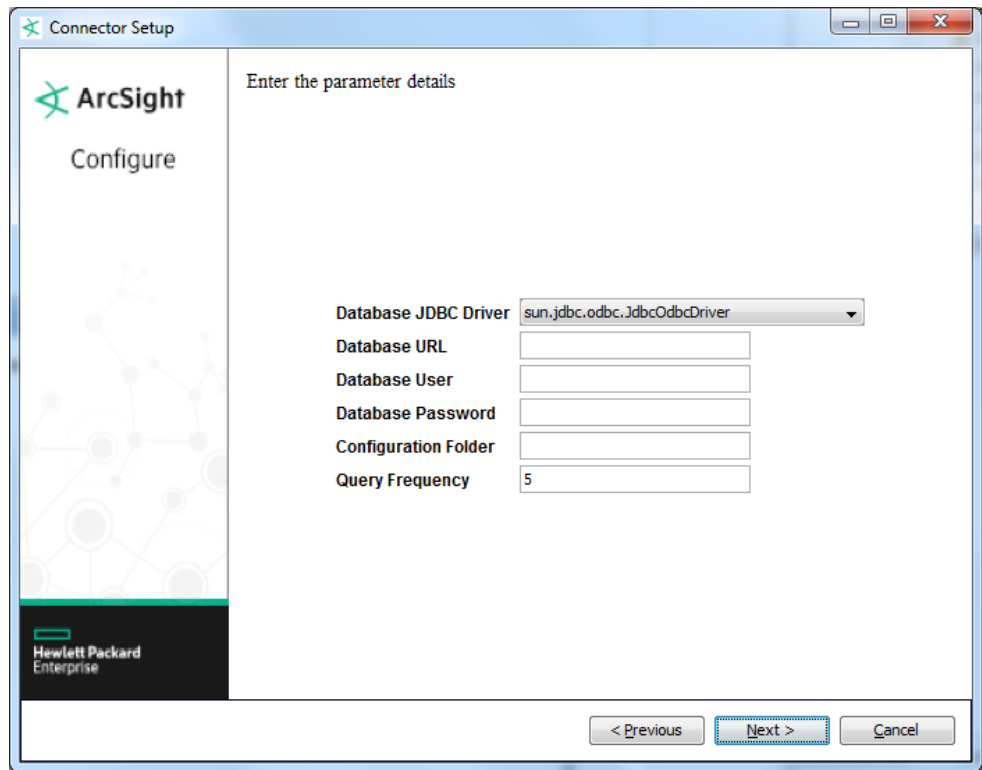 Connector Setup
ArcSight
Configure
Enter the parameter details
Database JDBC Driver sun.jdbc.odbc.JdbcOdbcDriver
Database URL
Database User
Database Password
Configuration Folder
Query Frequency 5
Hewlett Packard
Enterprise
< Previous Next > Cancel